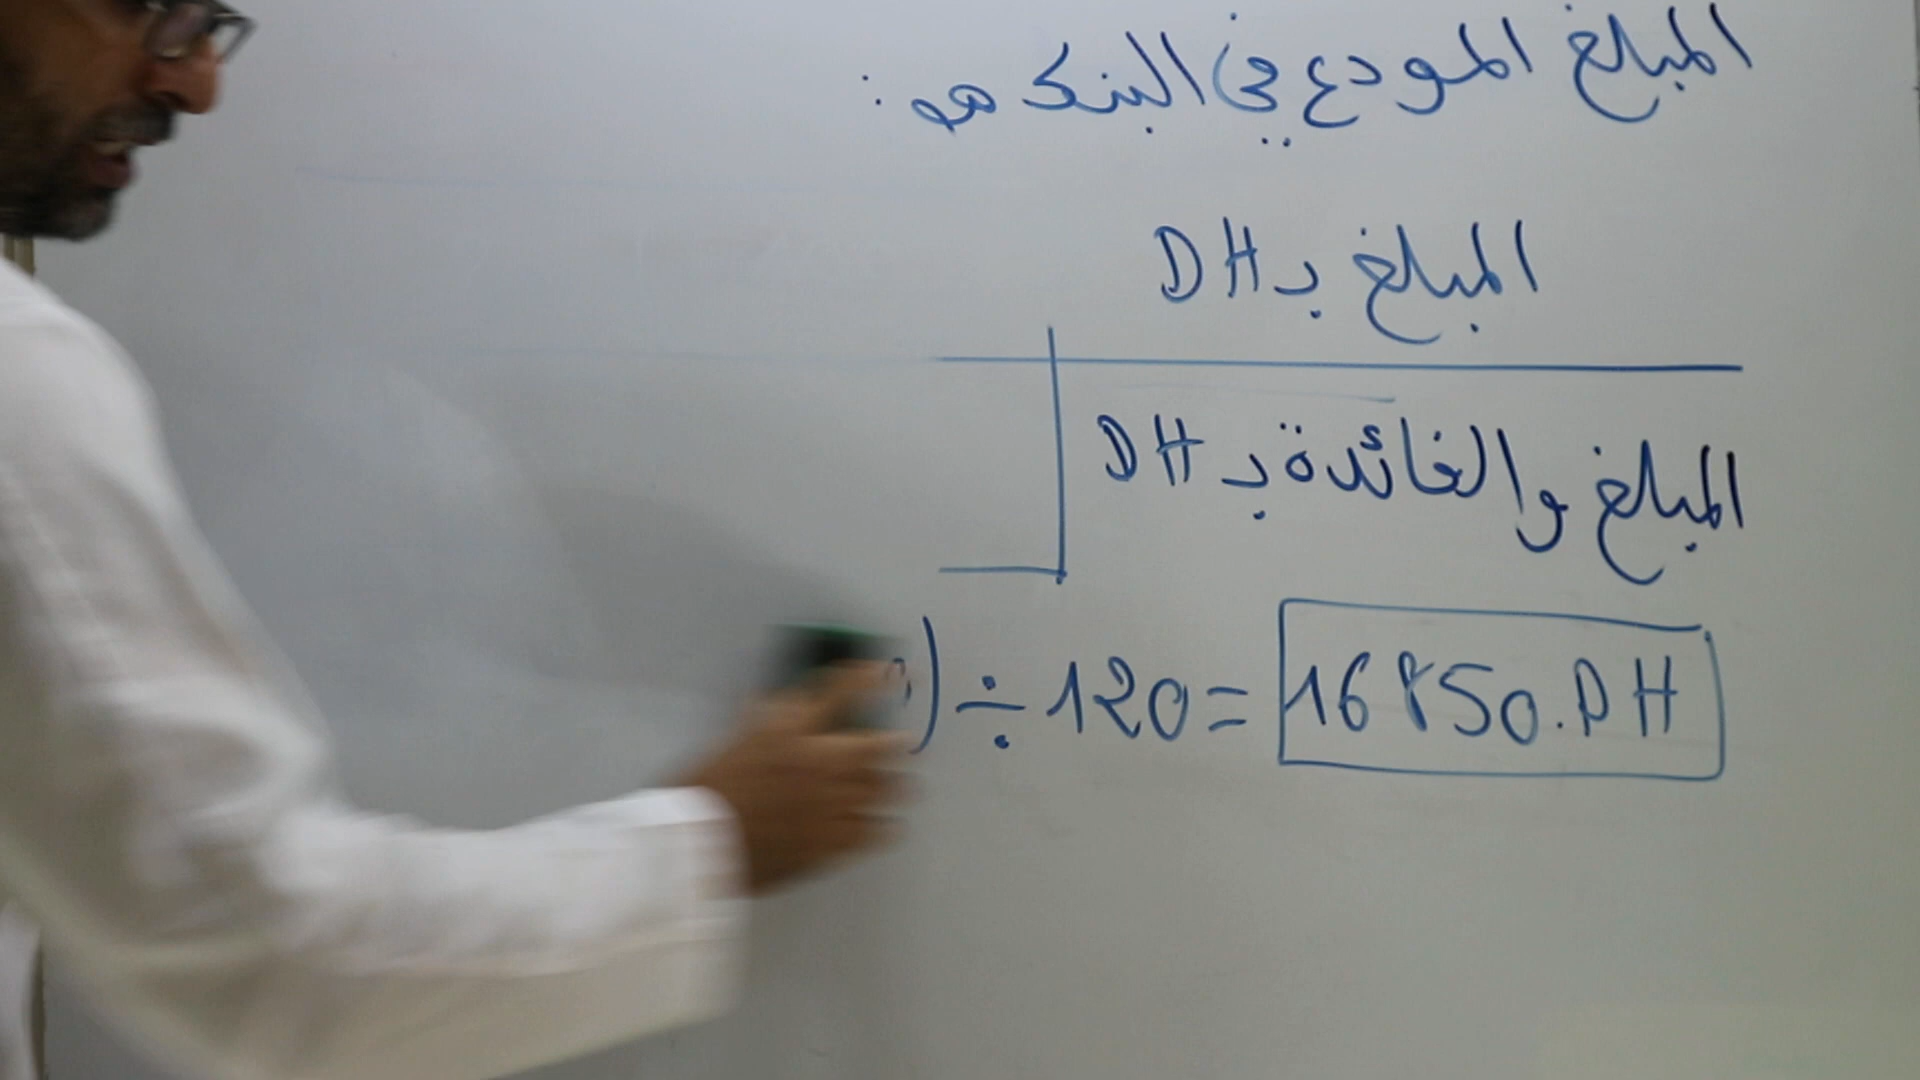 المبلغ المودع في البنك هو :
المبلغ بـ DH
المبلغ والفائدة بـ DH
) ÷ 120 = 16850.DH